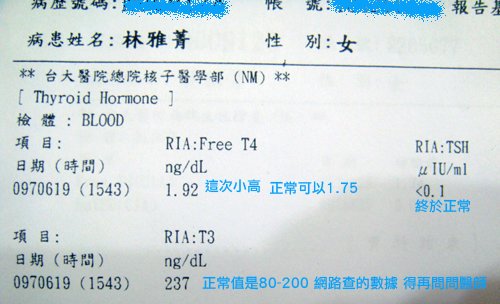 病歷號碼: 帳 號: 報告基
病患姓名: 林雅菁 性 別: 女
** 台大醫院總院核子醫學部 (NM) **
[ Thyroid Hormone ]
檢 體 : BLOOD
項 目: RIA:Free T4 RIA:TSH
日期(時間) ng/dL μIU/ml
0970619 (1543) 1.92 這次小高 正常可以1.75 <0.1
終於正常
項 目: RIA:T3
日期(時間) ng/dL
0970619 (1543) 237 正常值是80-200 網路查的數據 得再問問醫師